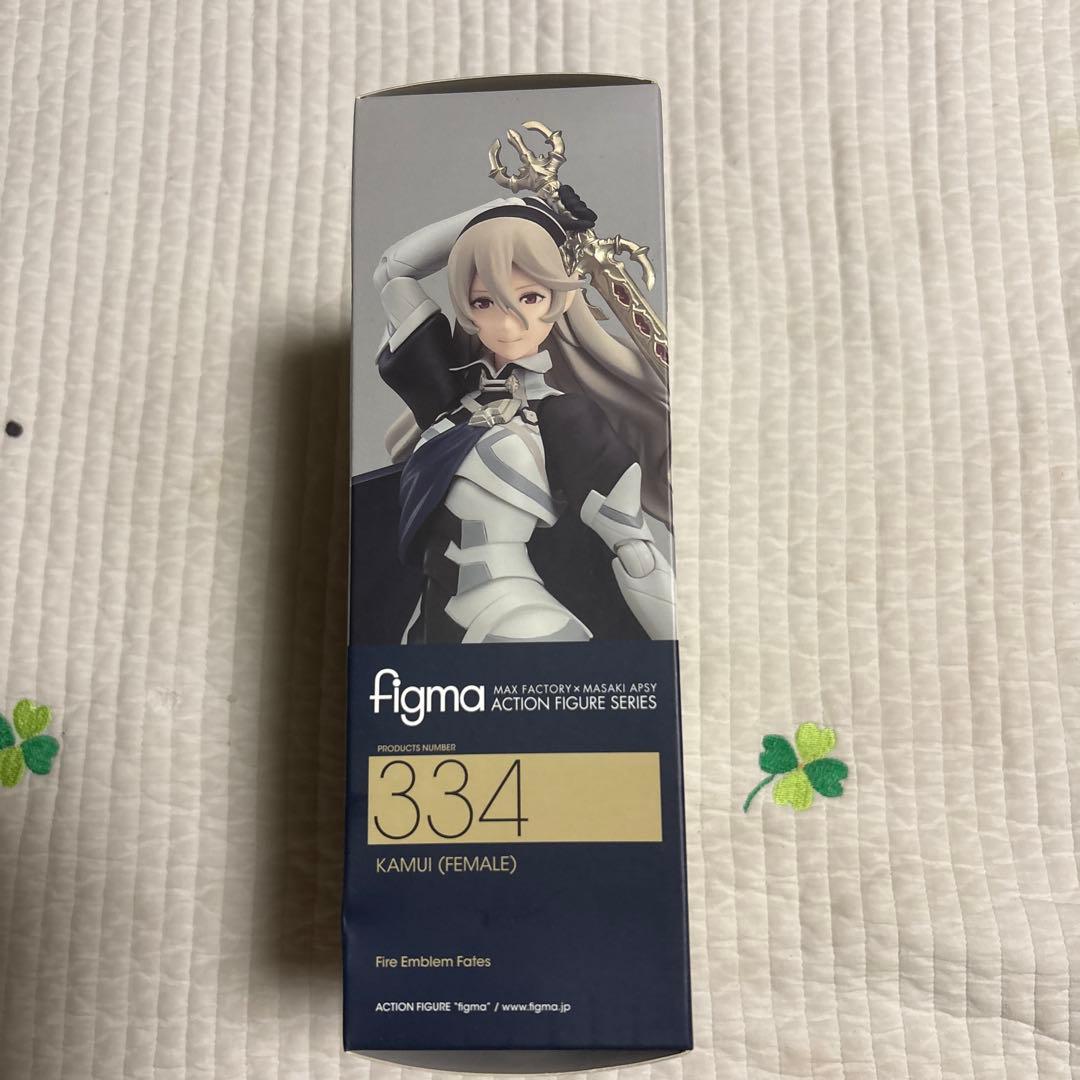 figma
MAX FACTORY × MASAKI APSY
ACTION FIGURE SERIES
PRODUCTS NUMBER
334
KAMUI (FEMALE)
Fire Emblem Fates
ACTION FIGURE "figma" / www.figma.jp